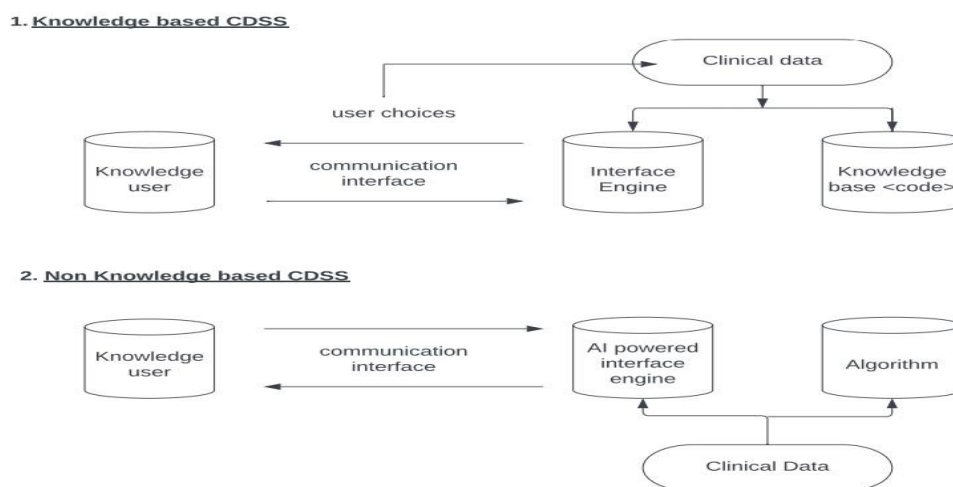 1. Knowledge based CDSS
Clinical data
user choices
Knowledge
user
communication
interface
Interface
Engine
Knowledge
base <code>
2. Non Knowledge based CDSS
Knowledge
user
communication
interface
AI powered
interface
engine
Algorithm
Clinical Data